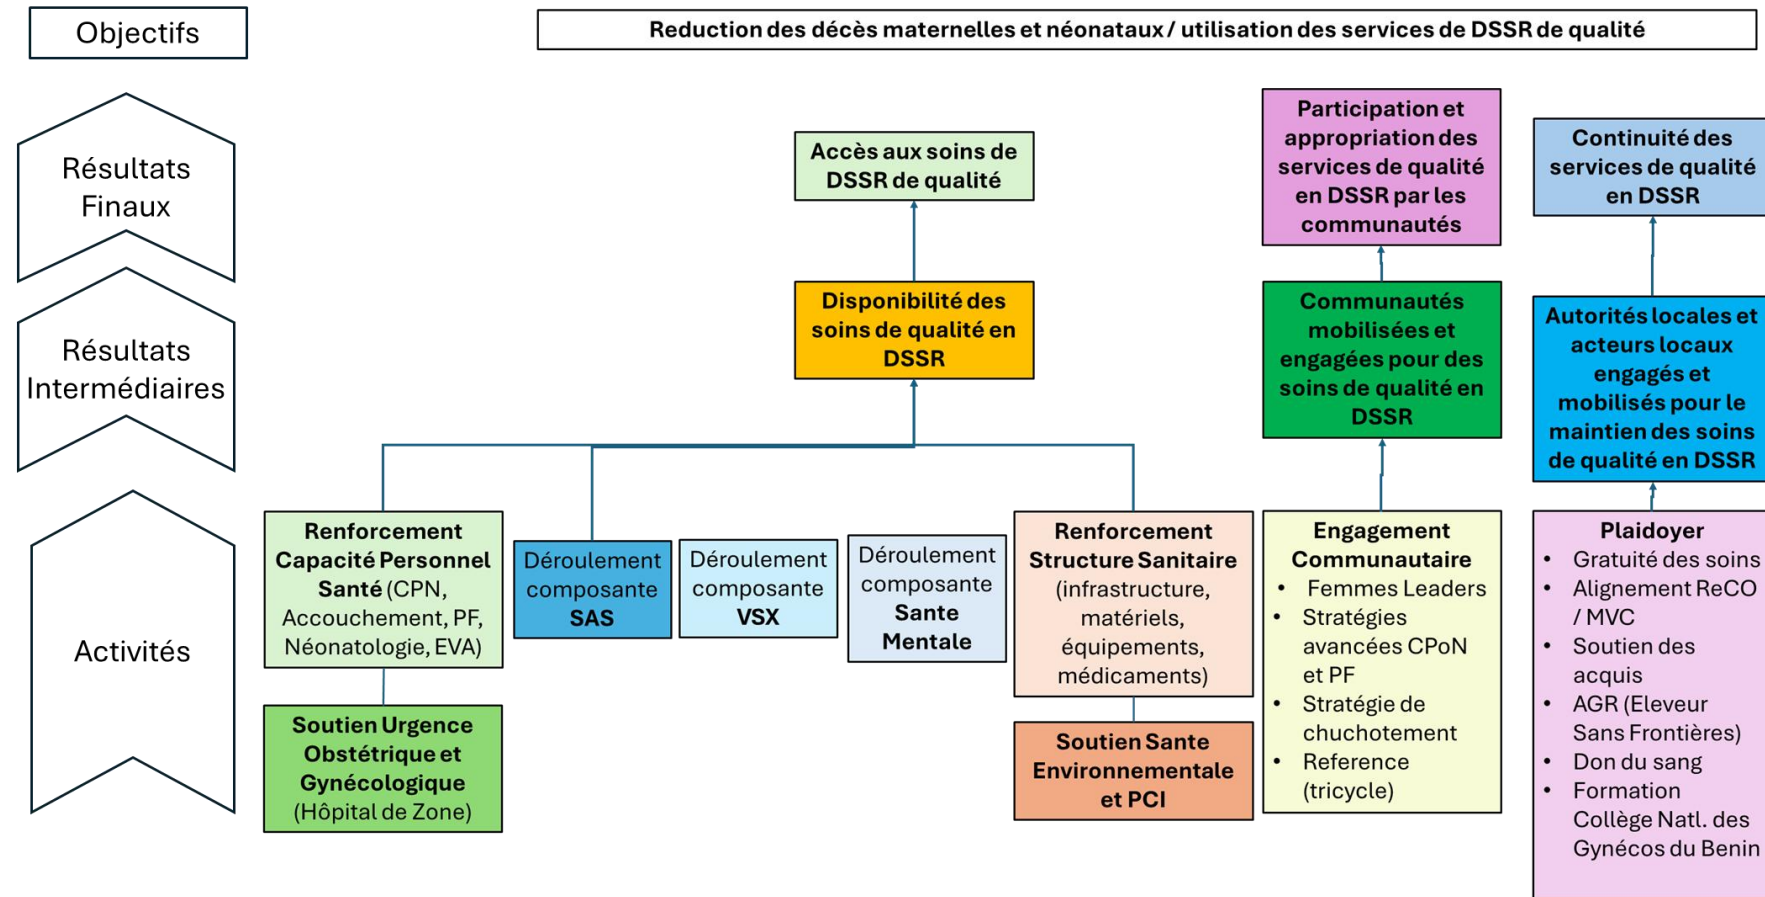 Objectifs
Reduction des décès maternelles et néonataux / utilisation des services de DSSR de qualité
Résultats
Finaux
Accès aux soins de
DSSR de qualité
Participation et
appropriation des
services de qualité
en DSSR par les
communautés
Continuité des
services de qualité
en DSSR
Résultats
Intermédiaires
Disponibilité des
soins de qualité en
DSSR
Communautés
mobilisées et
engagées pour des
soins de qualité en
DSSR
Autorités locales et
acteurs locaux
engagés et
mobilisés pour le
maintien des soins
de qualité en DSSR
Activités
Renforcement
Capacité Personnel
Santé (CPN,
Accouchement, PF,
Néonatologie, EVA)
Soutien Urgence
Obstétrique et
Gynécologique
(Hôpital de Zone)
Déroulement
composante
SAS
Déroulement
composante
VSX
Déroulement
composante
Sante
Mentale
Renforcement
Structure Sanitaire
(infrastructure,
matériels,
équipements,
médicaments)
Soutien Sante
Environnementale
et PCI
Engagement
Communautaire
• Femmes Leaders
• Stratégies
avancées CPoN
et PF
• Stratégie de
chuchotement
• Reference
(tricycle)
Plaidoyer
• Gratuité des soins
• Alignement ReCO
/ MVC
• Soutien des
acquis
• AGR (Eleveur
Sans Frontières)
• Don du sang
• Formation
Collège Natl. des
Gynécos du Benin